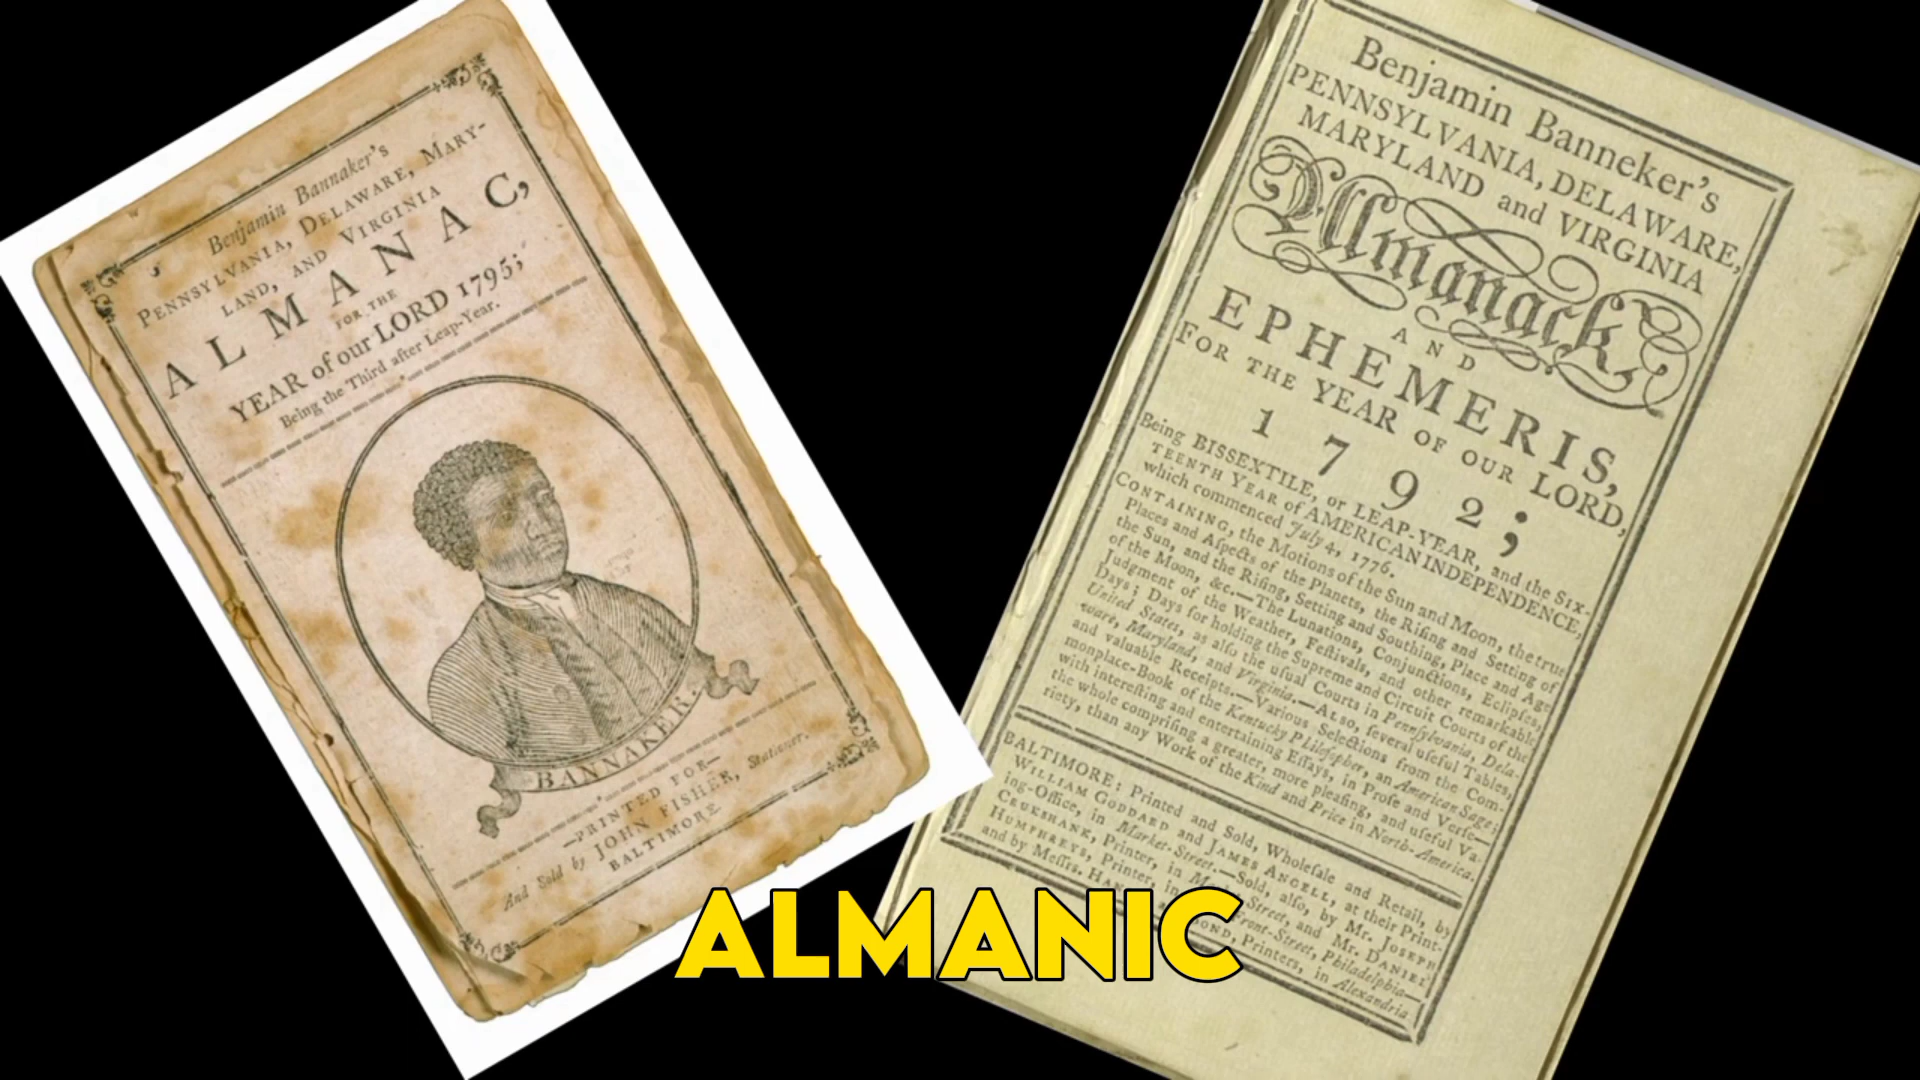 Benjamin Bannaker's
PENNSYLVANIA, DELAWARE, MARY-
LAND, AND VIRGINIA
ALMANAC,
FOR THE
YEAR of our LORD 1795;
Being the Third after Leap-Year.
BANNAKER.
—PRINTED FOR—
And Sold by JOHN FISHER, Stationer.
BALTIMORE
Benjamin Banneker's
PENNSYLVANIA, DELAWARE,
MARYLAND and VIRGINIA
Almanack
AND
EPHEMERIS,
FOR THE YEAR OF OUR LORD,
1792;
Being BISSEXTILE, or LEAP-YEAR, and the SIX-
TEENTH YEAR of AMERICAN INDEPENDENCE,
which commenced July 4, 1776.
CONTAINING, the Motions of the Sun and Moon, the true
Places and Aſpects of the Planets, the Riſing and Setting of
the Sun, and the Riſing, Setting and Southing, Place and Age
of the Moon, &c.—The Lunations, Conjunctions, Eclipſes,
Judgment of the Weather, Feſtivals, and other remarkable
Days; Days for holding the Supreme and Circuit Courts of the
United States, as alſo the uſual Courts in Pennſylvania, Dela-
ware, Maryland, and Virginia.—ALSO, ſeveral uſeful Tables,
and valuable Receipts.—Various Selections from the Com-
monplace-Book of the Kentucky Philoſopher, an American Sage;
with intereſting and entertaining Eſſays, in Proſe and Verſe—
the whole compriſing a greater, more pleaſing, and uſeful Va-
riety, than any Work of the Kind and Price in North-America.
BALTIMORE: Printed and Sold, Wholeſale and Retail, by
WILLIAM GODDARD and JAMES ANGELL, at their Print-
ing-Office, in Market-Street.—Sold, alſo, by Mr. JOSEPH
CRUKSHANK, Printer, in Street, and Mr. DANIEL
HUMPHREYS, Printer, in Front-Street, Philadelphia—
and by Meſſrs. Printers, in Alexandria
ALMANIC